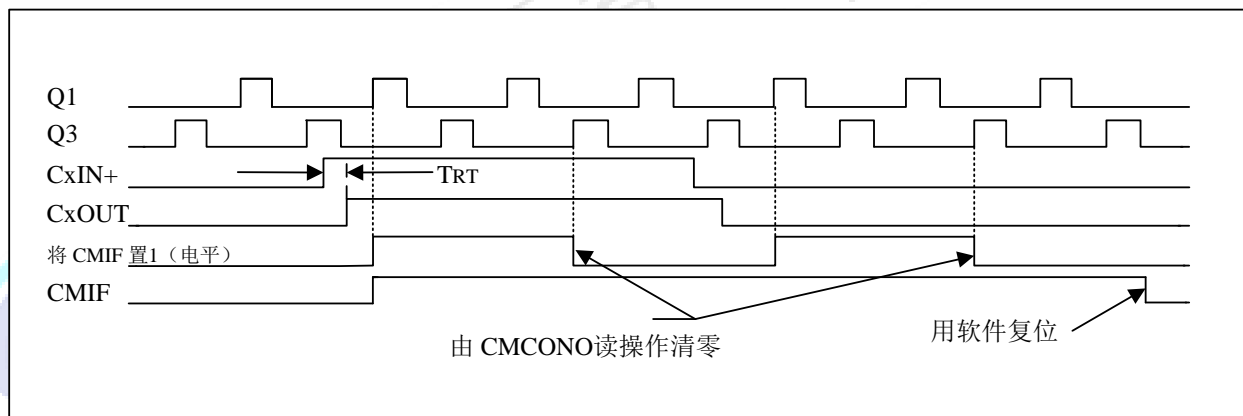 Q1
Q3
CxIN+
TRT
CxOUT
将 CMIF 置1（电平）
CMIF
由 CMCONO读操作清零
用软件复位